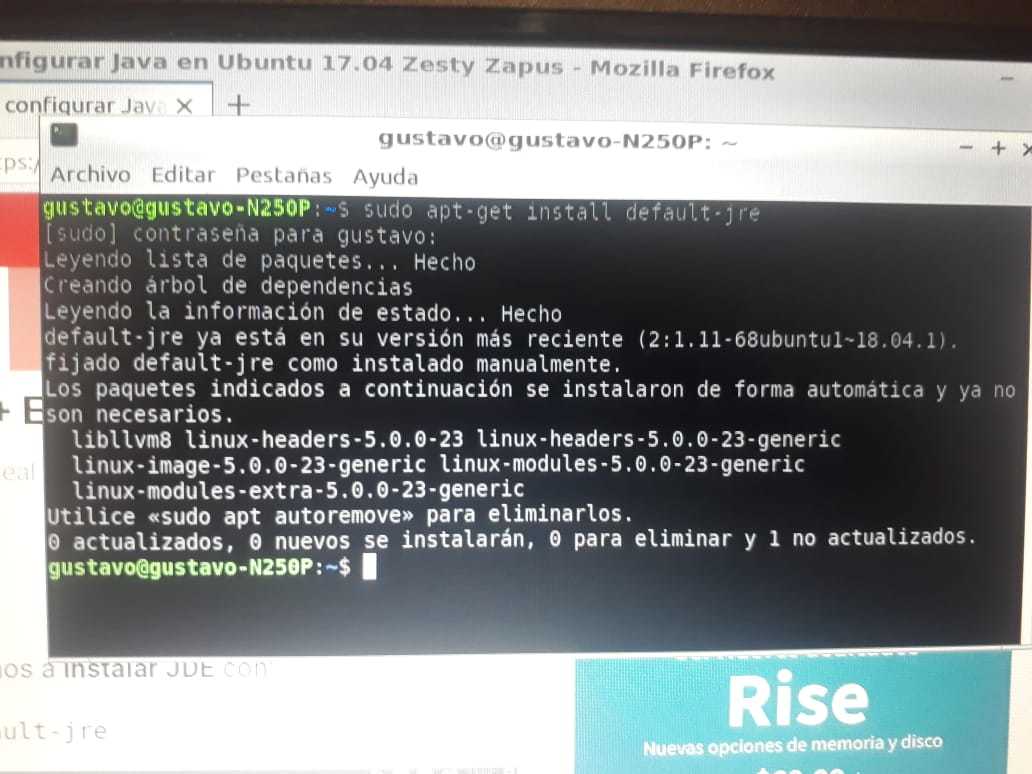 nfigurar Java en Ubuntu 17.04 Zesty Zapus - Mozilla Firefox
configurar Java
gustavo@gustavo-N250P: ~
Archivo Editar Pestañas Ayuda
gustavo@gustavo-N250P:~$ sudo apt-get install default-jre
[sudo] contraseña para gustavo:
Leyendo lista de paquetes... Hecho
Creando árbol de dependencias
Leyendo la información de estado... Hecho
default-jre ya está en su versión más reciente (2:1.11-68ubuntu1~18.04.1).
fijado default-jre como instalado manualmente.
Los paquetes indicados a continuación se instalaron de forma automática y ya no
son necesarios.
libllvm8 linux-headers-5.0.0-23 linux-headers-5.0.0-23-generic
linux-image-5.0.0-23-generic linux-modules-5.0.0-23-generic
linux-modules-extra-5.0.0-23-generic
Utilice «sudo apt autoremove» para eliminarlos.
0 actualizados, 0 nuevos se instalarán, 0 para eliminar y 1 no actualizados.
gustavo@gustavo-N250P:~$
os a instalar JDE con
ult-jre
Rise
Nuevas opciones de memoria y disco